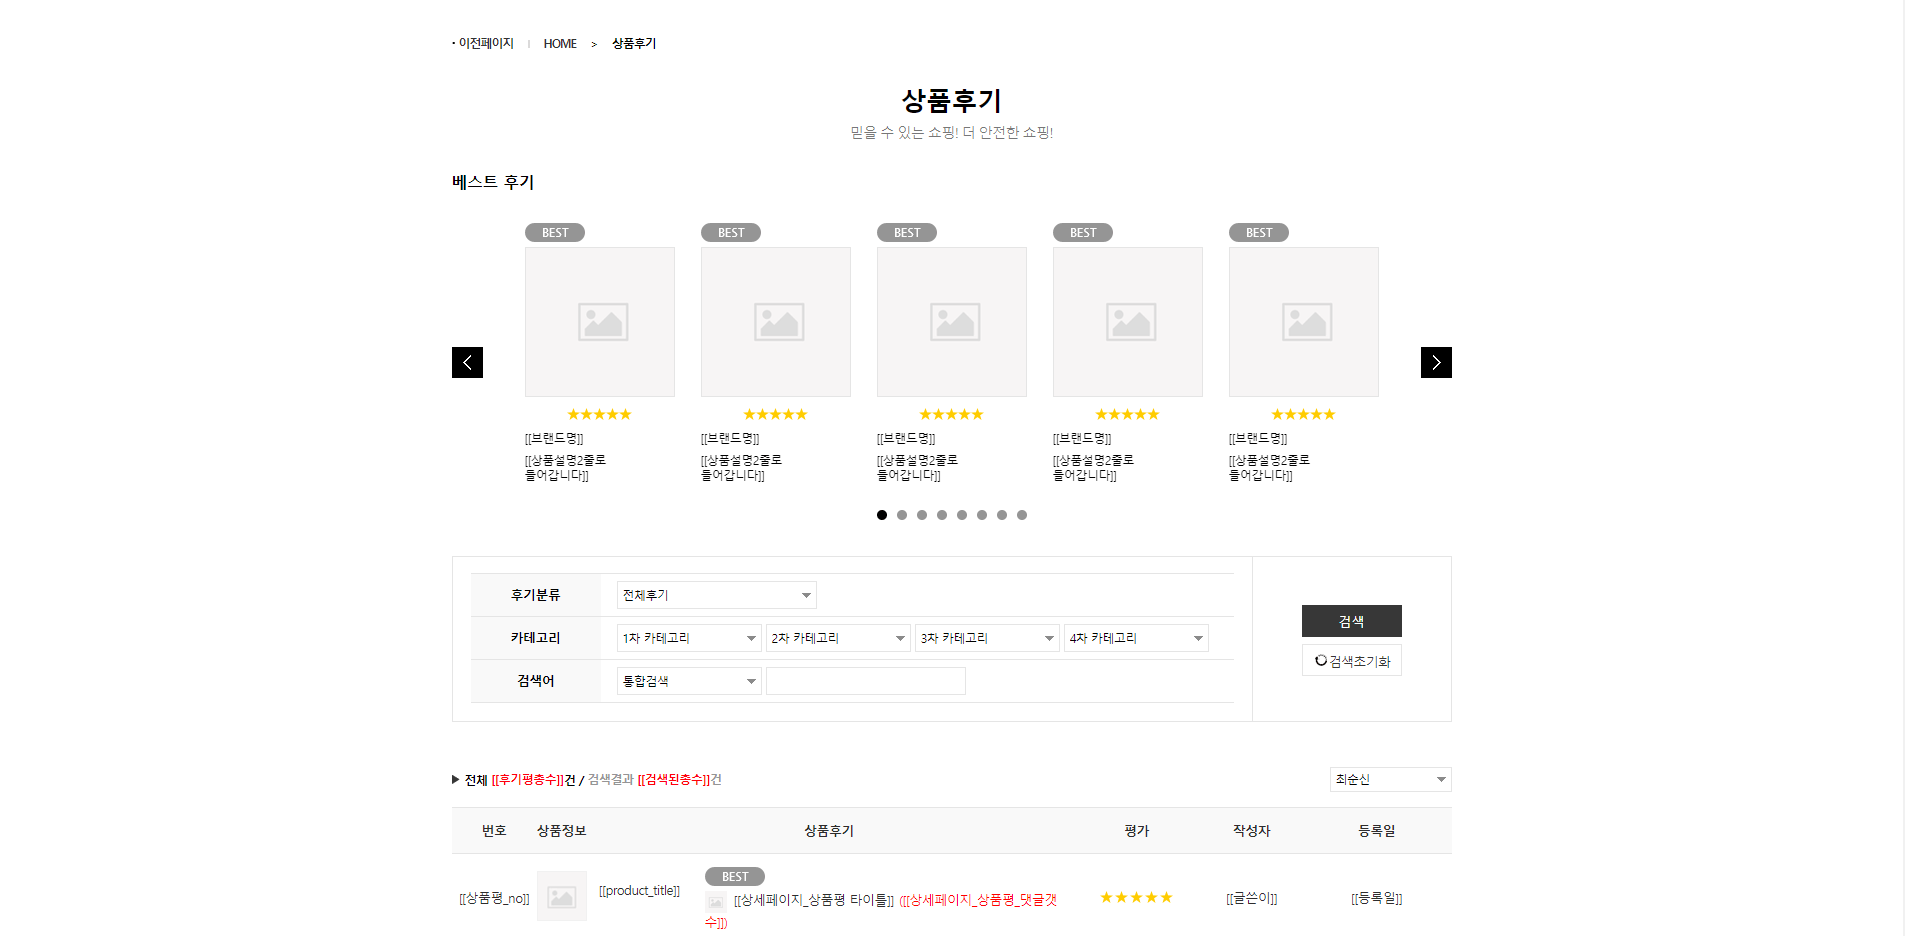 · 이전페이지 | HOME > 상품후기
상품후기
믿을 수 있는 쇼핑! 더 안전한 쇼핑!
베스트 후기
BEST BEST BEST BEST BEST
★★★★★ ★★★★★ ★★★★★ ★★★★★ ★★★★★
[[브랜드명]] [[브랜드명]] [[브랜드명]] [[브랜드명]] [[브랜드명]]
[[상품설명2줄로 [[상품설명2줄로 [[상품설명2줄로 [[상품설명2줄로 [[상품설명2줄로
들어갑니다]] 들어갑니다]] 들어갑니다]] 들어갑니다]] 들어갑니다]]
후기분류 전체후기
카테고리 1차 카테고리 2차 카테고리 3차 카테고리 4차 카테고리
검색어 통합검색
검색
검색초기화
▶ 전체 [[후기평총수]]건 / 검색결과 [[검색된총수]]건 최순신
번호 상품정보 상품후기 평가 작성자 등록일
BEST
[[상품평_no]] [[product_title]] [[상세페이지_상품평 타이틀]] ([[상세페이지_상품평_댓글갯 ★★★★★ [[글쓴이]] [[등록일]]
수]])